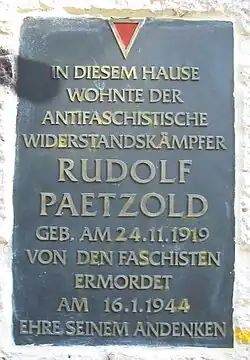 IN DIESEM HAUSE
WOHNTE DER
ANTIFASCHISTISCHE
WIDERSTANDSKÄMPFER
RUDOLF
PAETZOLD
GEB. AM 24.11.1919
VON DEN FASCHISTEN
ERMORDET
AM 16.1.1944
EHRE SEINEM ANDENKEN